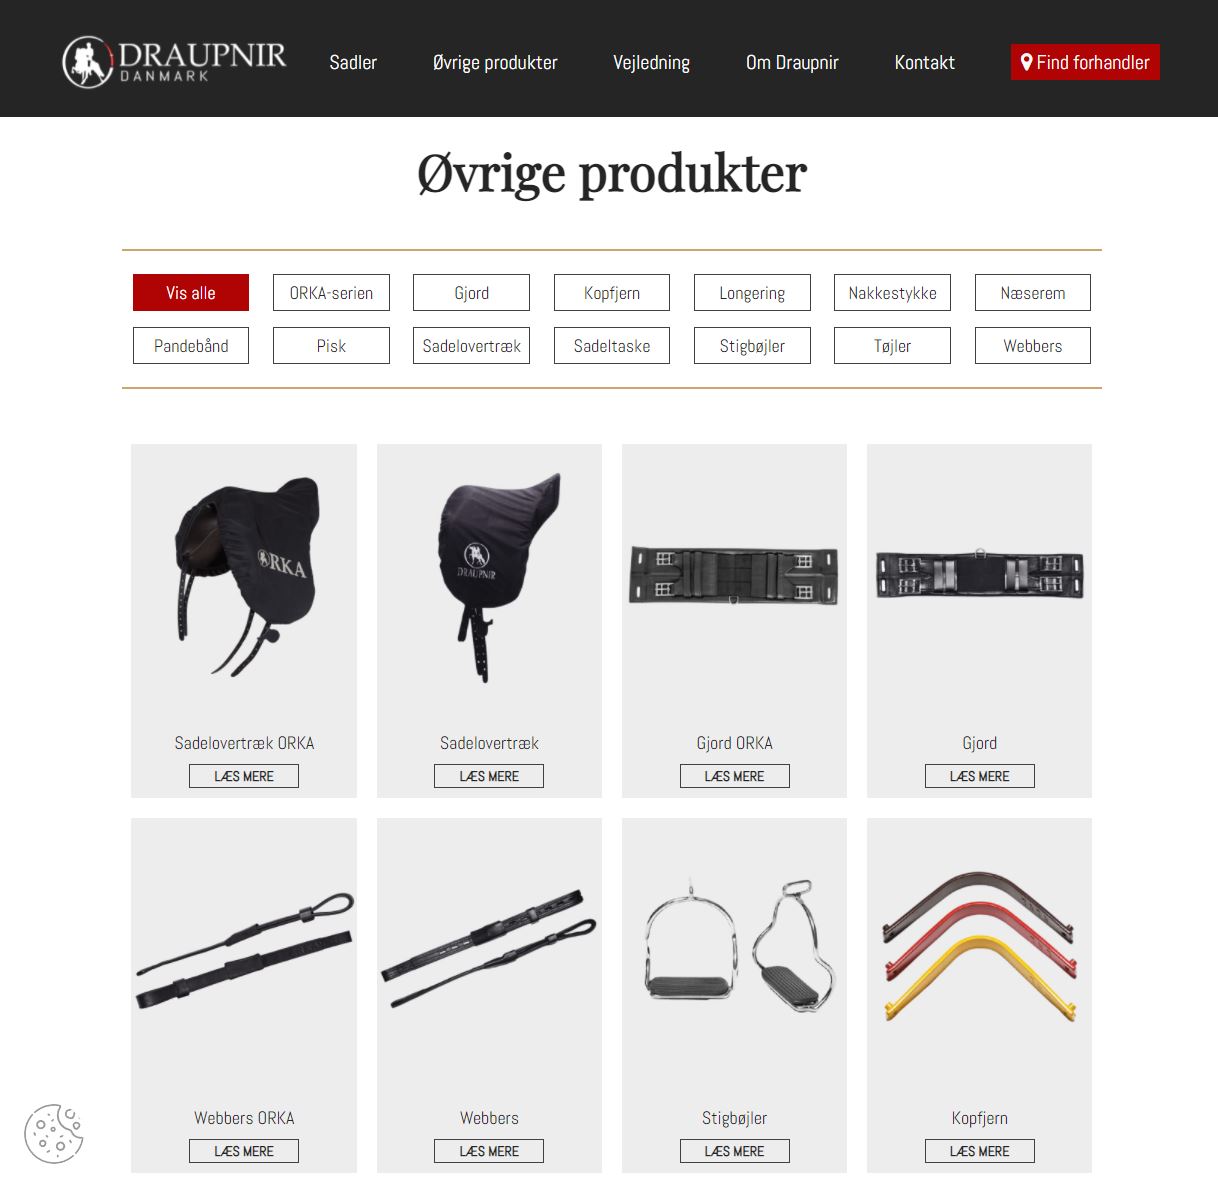 DRAUPNIR
DANMARK
Sadler
Øvrige produkter
Vejledning
Om Draupnir
Kontakt
Find forhandler
Øvrige produkter
Vis alle
ORKA-serien
Gjord
Kopfjern
Longering
Nakkestykke
Næserem
Pandebånd
Pisk
Sadelovertræk
Sadeltaske
Stigbøjler
Tøjler
Webbers
ORKA
DRAUPNIR
Sadelovertræk ORKA
Sadelovertræk
Gjord ORKA
Gjord
LÆS MERE
LÆS MERE
LÆS MERE
LÆS MERE
Webbers ORKA
Webbers
Stigbøjler
Kopfjern
LÆS MERE
LÆS MERE
LÆS MERE
LÆS MERE